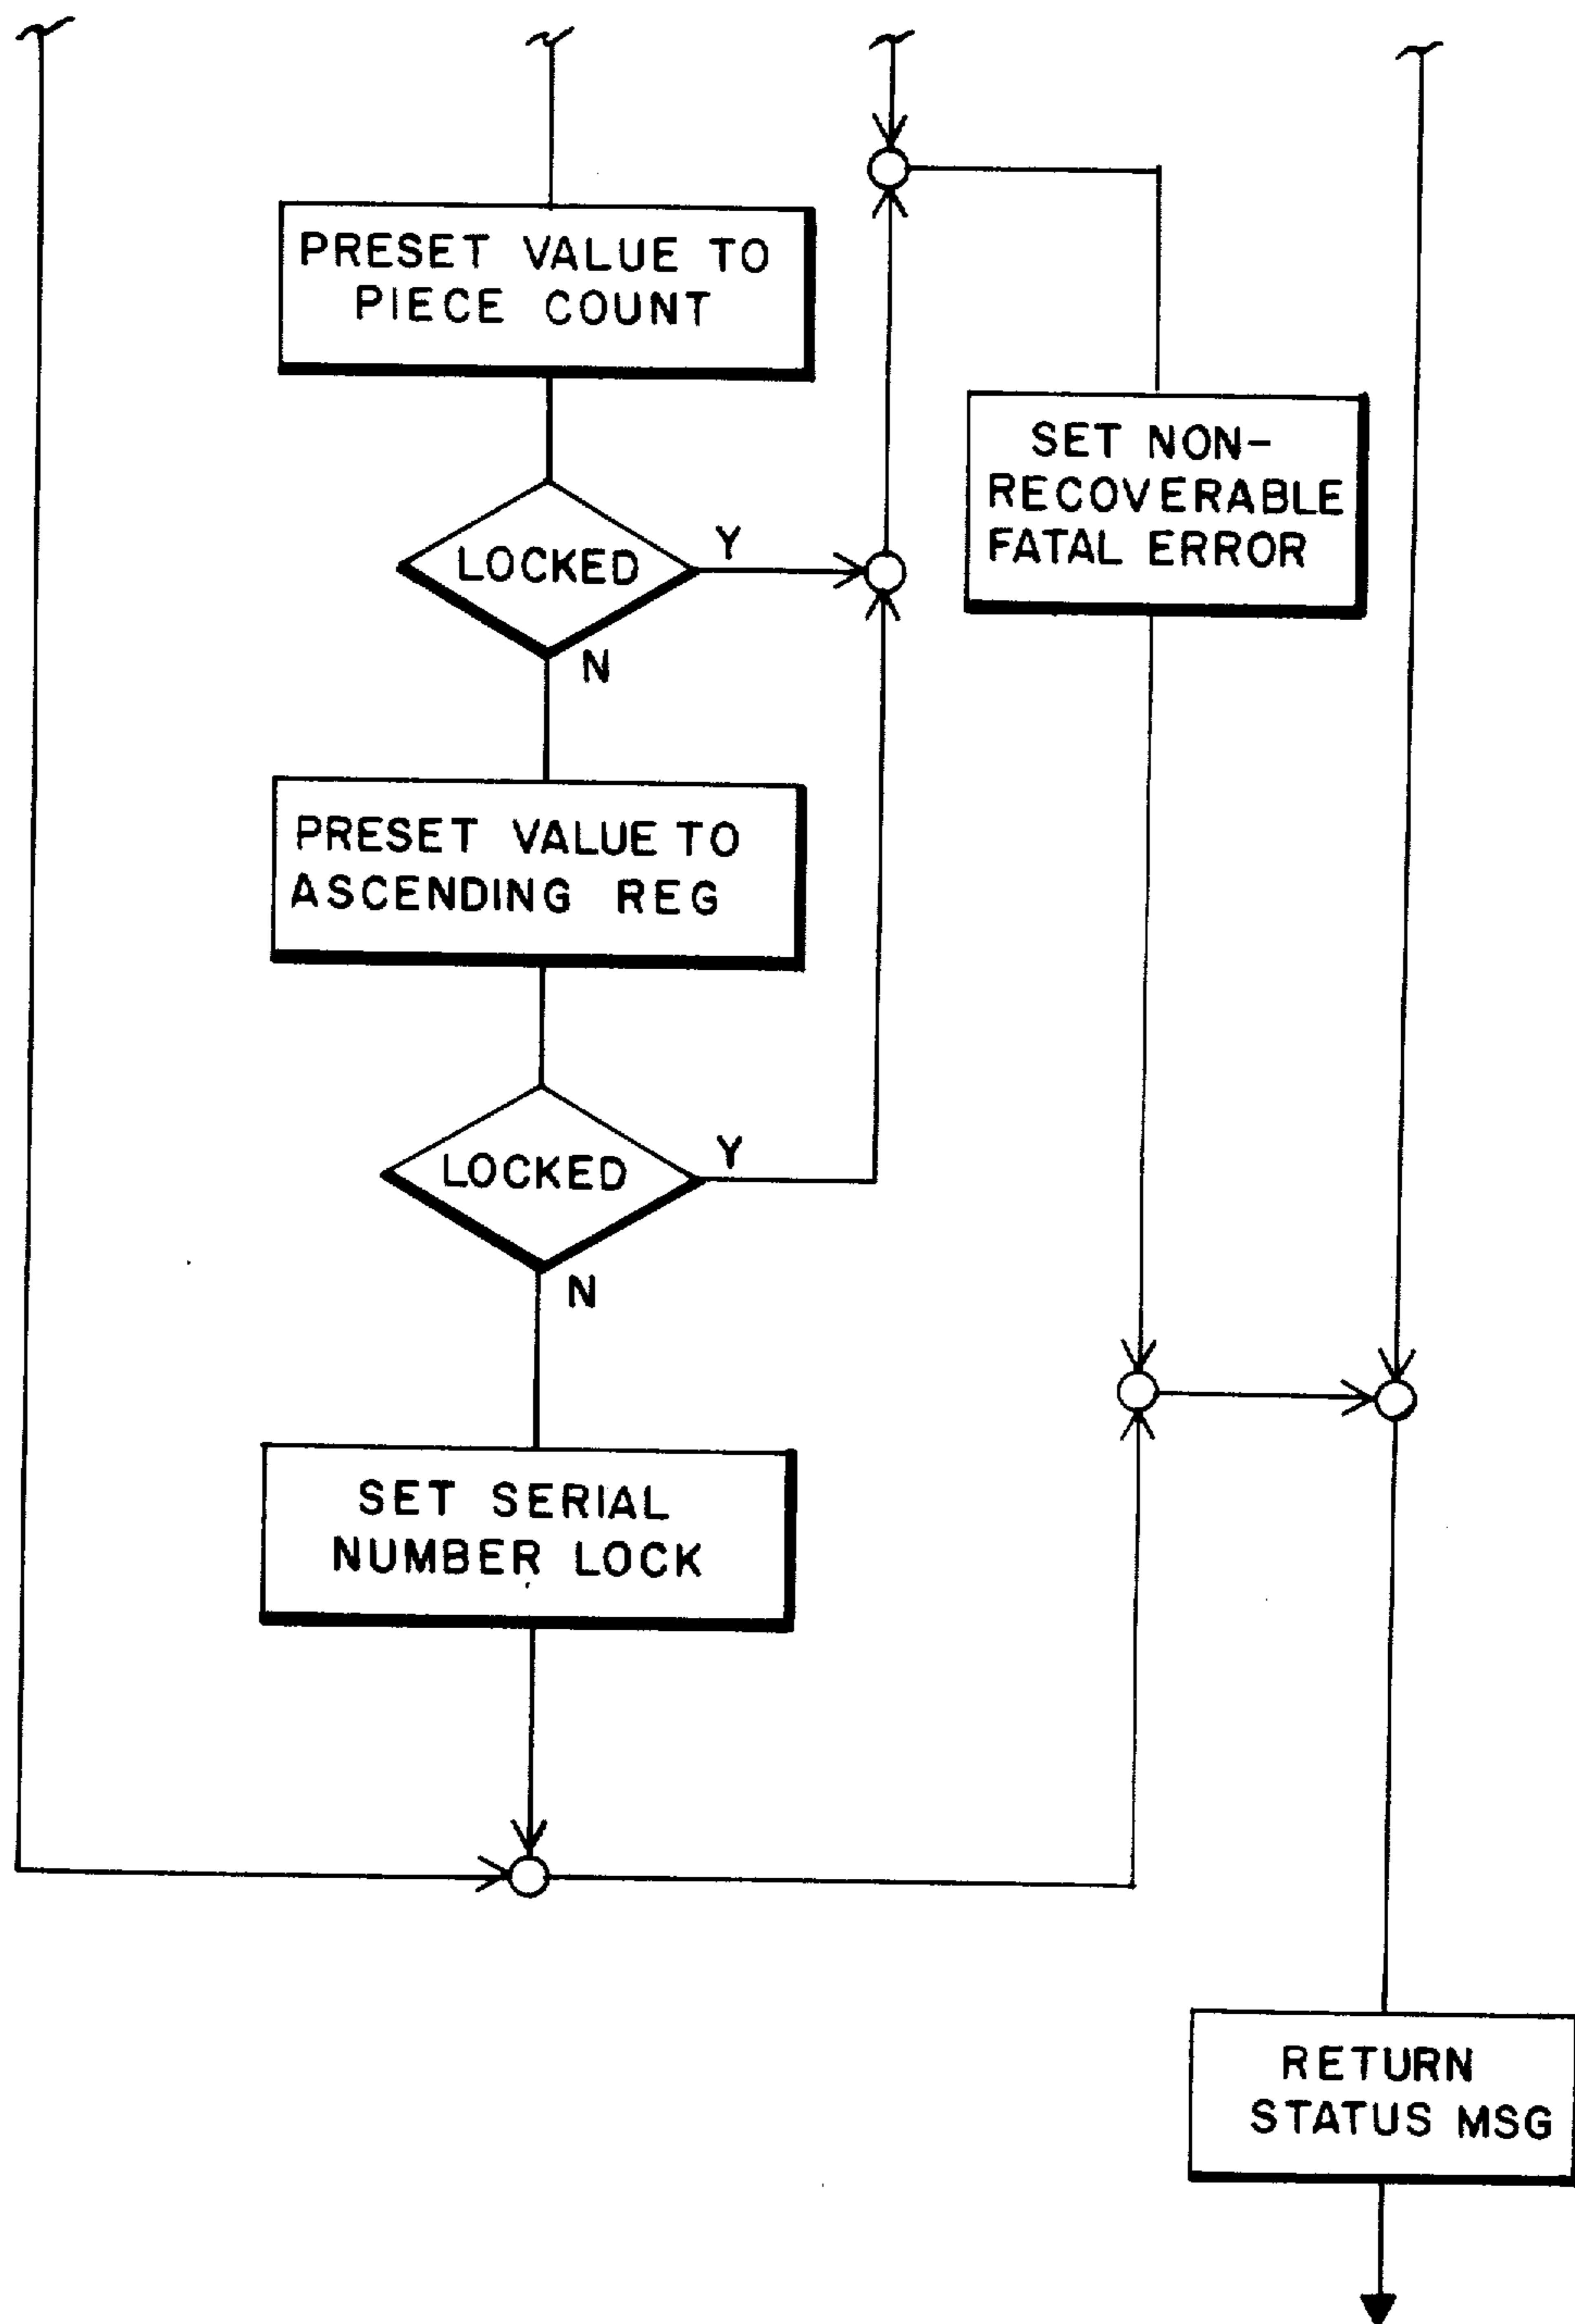 PRESET VALUE TO
PIECE COUNT
SET NON-
RECOVERABLE
FATAL ERROR
LOCKED
Y
N
PRESET VALUE TO
ASCENDING REG
LOCKED
Y
N
SET SERIAL
NUMBER LOCK
RETURN
STATUS MSG